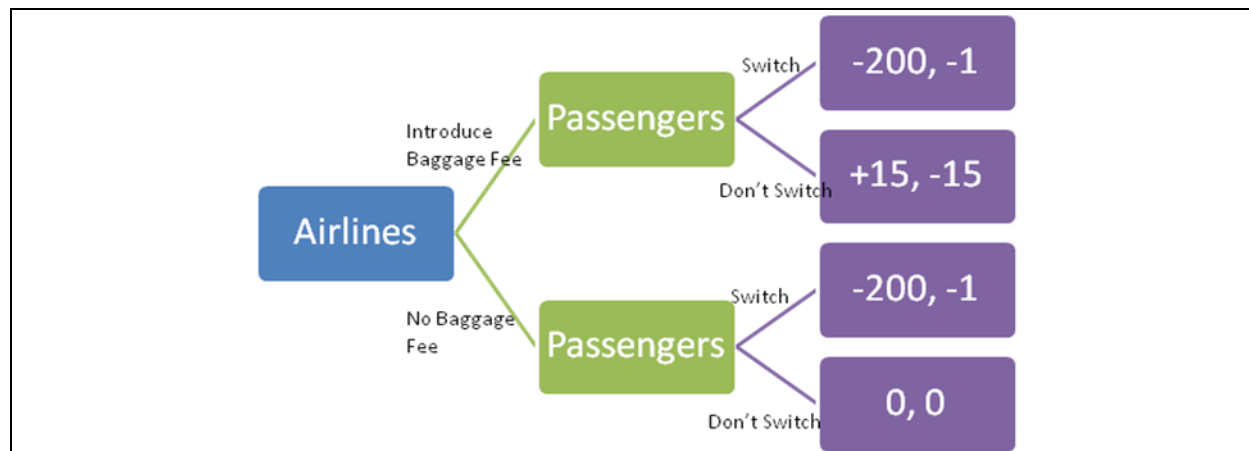 Switch
-200, -1
Passengers
Introduce
Baggage Fee
Don't Switch
+15, -15
Airlines
Switch
-200, -1
No Baggage
Fee
Passengers
Don't Switch
0, 0